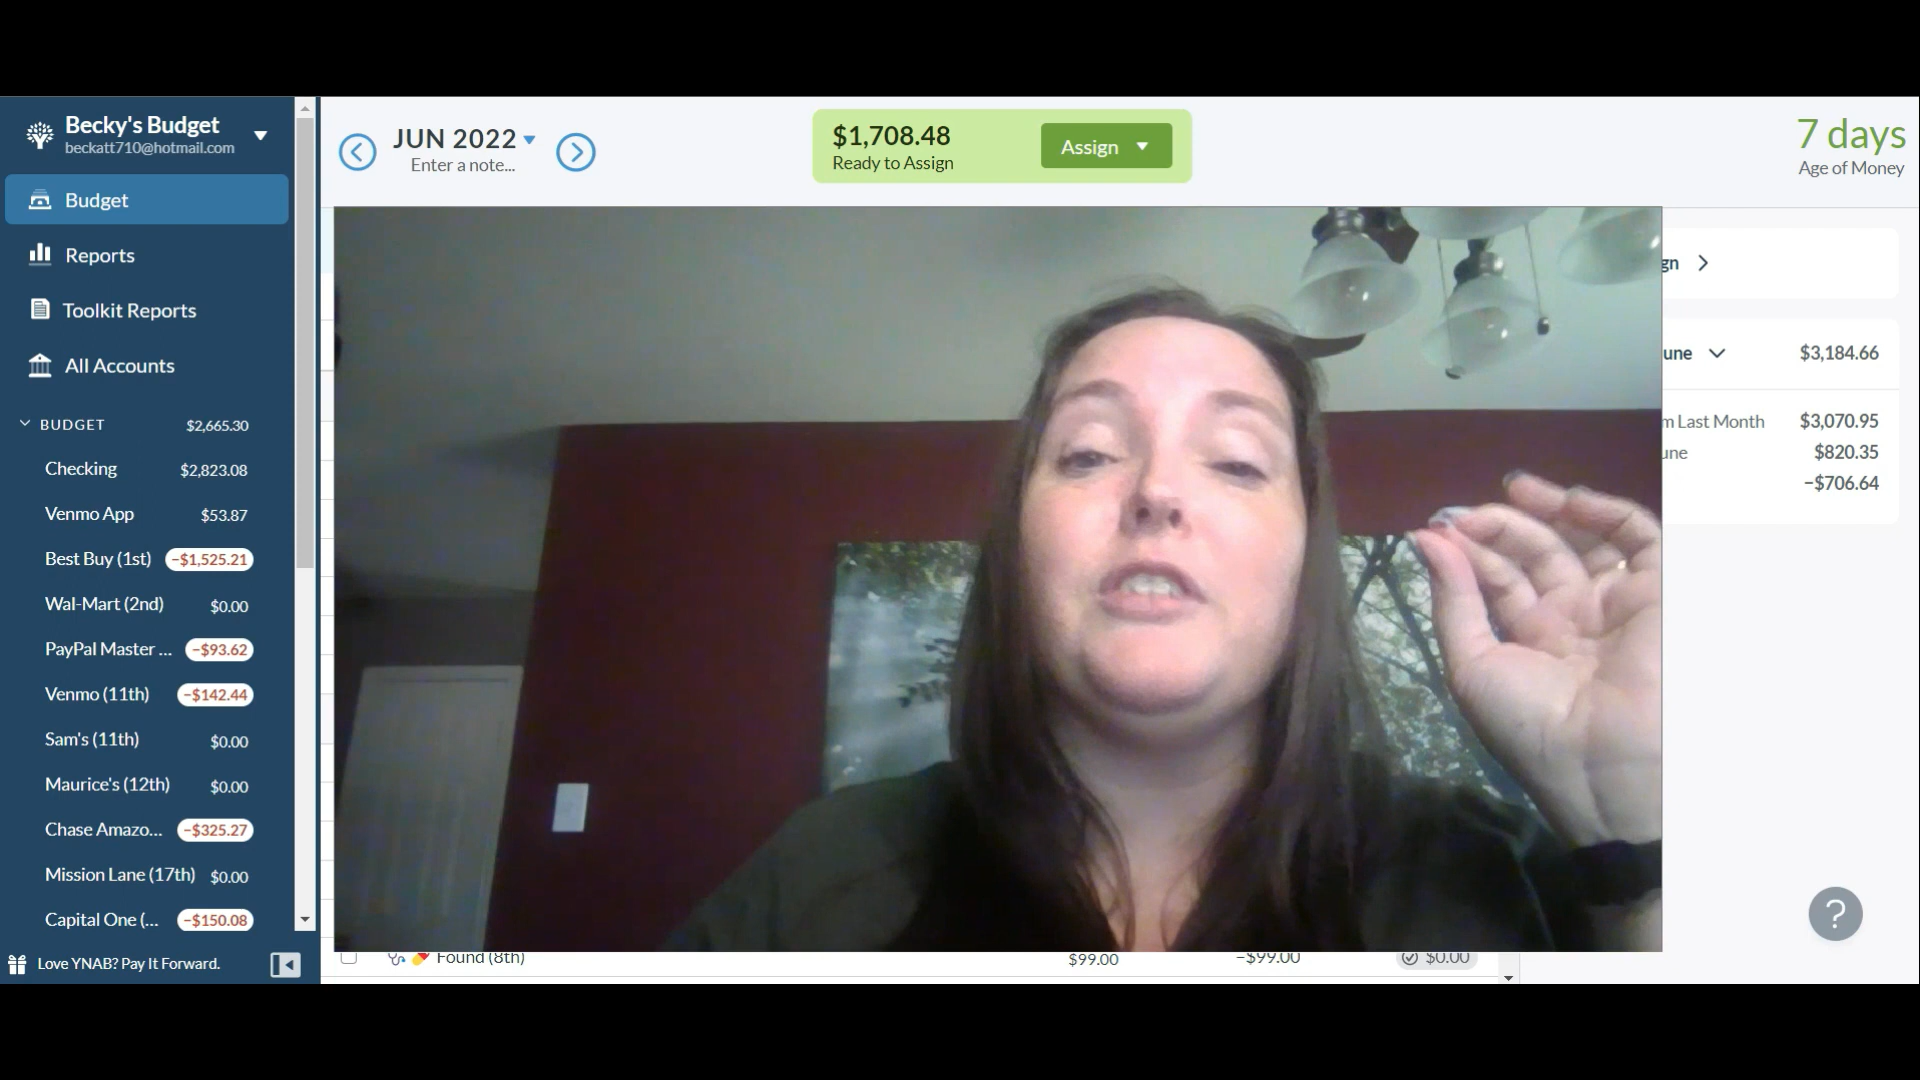 Becky's Budget
beckatt710@hotmail.com
Budget
Reports
Toolkit Reports
All Accounts
BUDGET $2,665.30
Checking $2,823.08
Venmo App $53.87
Best Buy (1st) −$1,525.21
Wal-Mart (2nd) $0.00
PayPal Master ... −$93.62
Venmo (11th) −$142.44
Sam's (11th) $0.00
Maurice's (12th) $0.00
Chase Amazo... −$325.27
Mission Lane (17th) $0.00
Capital One (... −$150.08
Love YNAB? Pay It Forward.
JUN 2022
Enter a note...
$1,708.48
Ready to Assign
Assign
7 days
Age of Money
gn
une $3,184.66
m Last Month $3,070.95
une $820.35
−$706.64
Found (8th) $99.00 −$99.00 $0.00
?